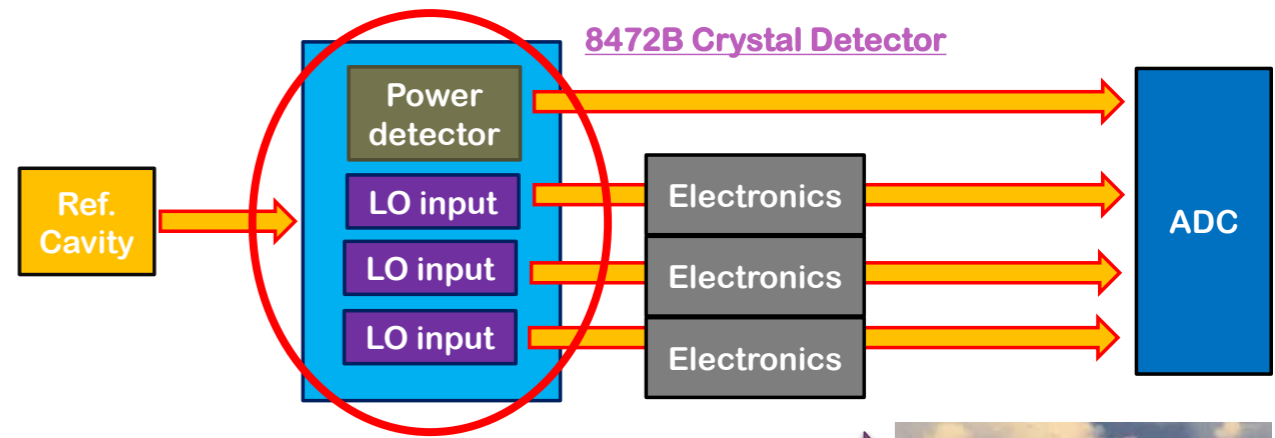 8472B Crystal Detector
Power
detector
Ref.
Cavity
LO input
Electronics
ADC
LO input
Electronics
LO input
Electronics